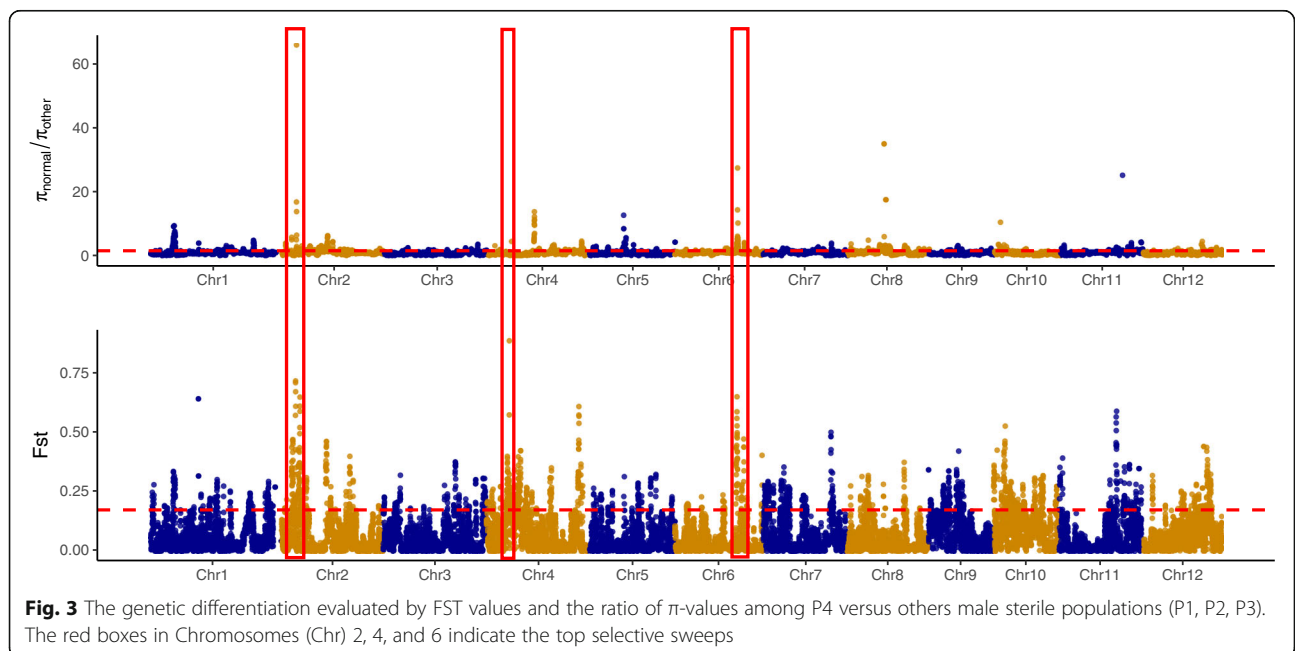 60
40
20
0
πnormal/πother
Chr1 Chr2 Chr3 Chr4 Chr5 Chr6 Chr7 Chr8 Chr9 Chr10 Chr11 Chr12
0.75
0.50
0.25
0.00
Fst
Chr1 Chr2 Chr3 Chr4 Chr5 Chr6 Chr7 Chr8 Chr9 Chr10 Chr11 Chr12
Fig. 3 The genetic differentiation evaluated by FST values and the ratio of π-values among P4 versus others male sterile populations (P1, P2, P3).
The red boxes in Chromosomes (Chr) 2, 4, and 6 indicate the top selective sweeps